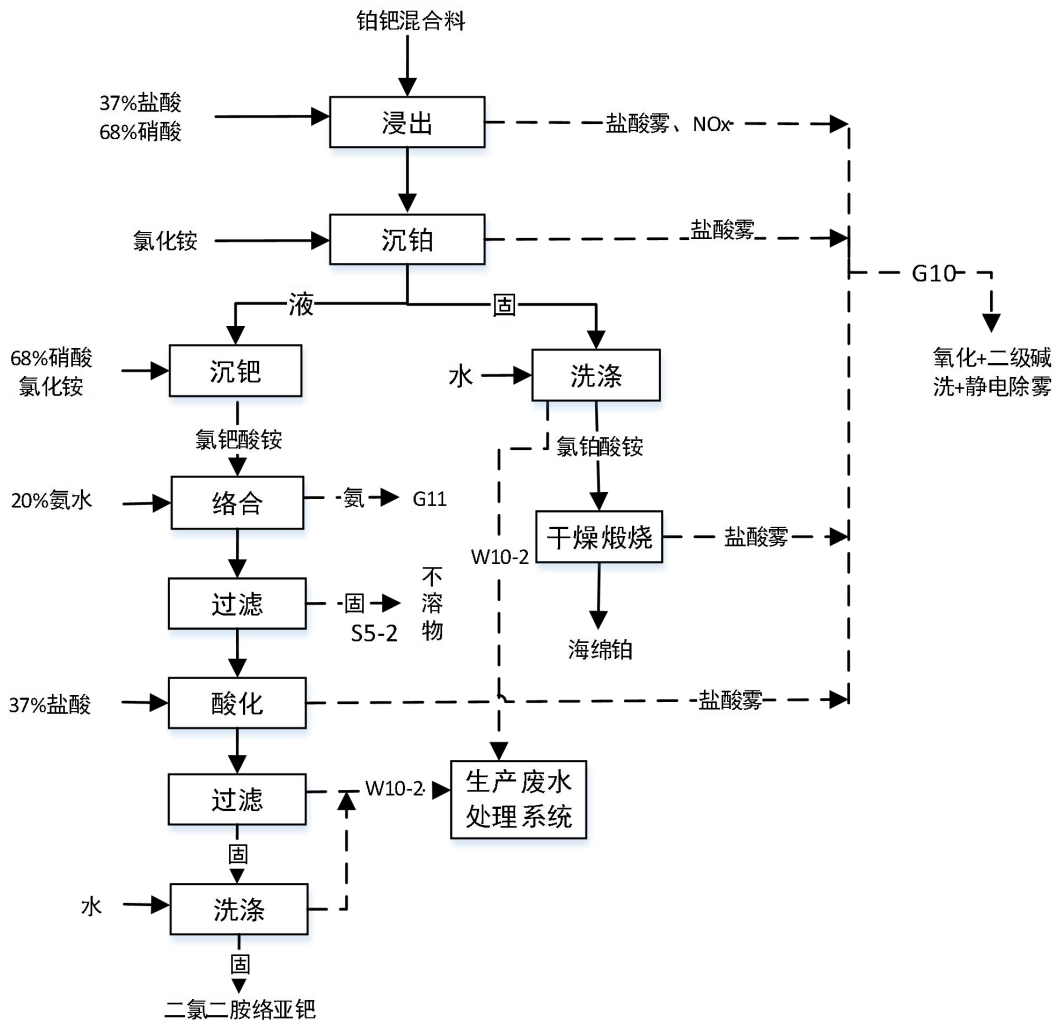 铂钯混合料
37%盐酸
68%硝酸
浸出
盐酸雾、NOx
氯化铵
沉铂
盐酸雾
G10
液
固
68%硝酸
氯化铵
沉钯
水
洗涤
氧化+二级碱
洗+静电除雾
氯钯酸铵
氯铂酸铵
20%氨水
络合
氨
G11
干燥煅烧
盐酸雾
W10-2
过滤
固
S5-2
不
溶
物
海绵铂
37%盐酸
酸化
盐酸雾
过滤
W10-2
生产废水
处理系统
固
水
洗涤
固
二氯二胺络亚钯